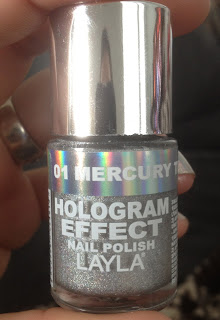 01 MERCURY
HOLOGRAM
EFFECT
NAIL POLISH
LAYLA